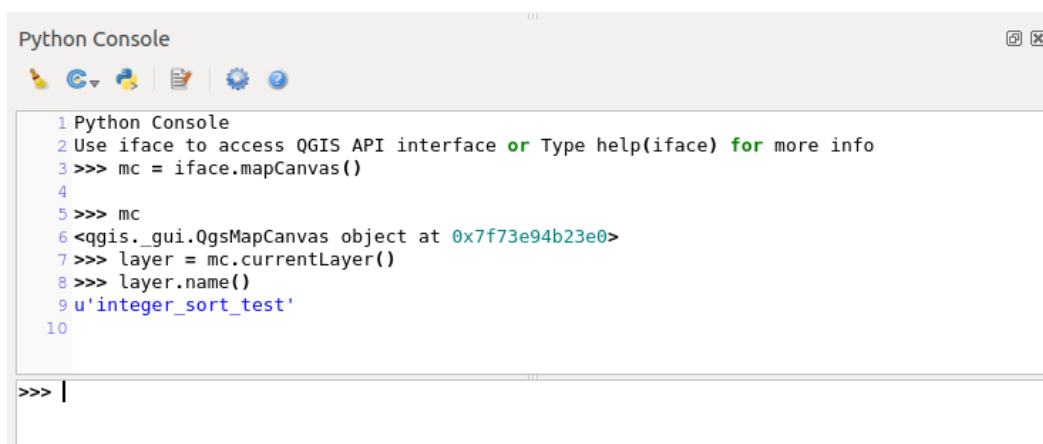 Python Console
1 Python Console
2 Use iface to access QGIS API interface or Type help(iface) for more info
3 >>> mc = iface.mapCanvas()
4
5 >>> mc
6 <qgis._gui.QgsMapCanvas object at 0x7f73e94b23e0>
7 >>> layer = mc.currentLayer()
8 >>> layer.name()
9 u'integer_sort_test'
10
>>>